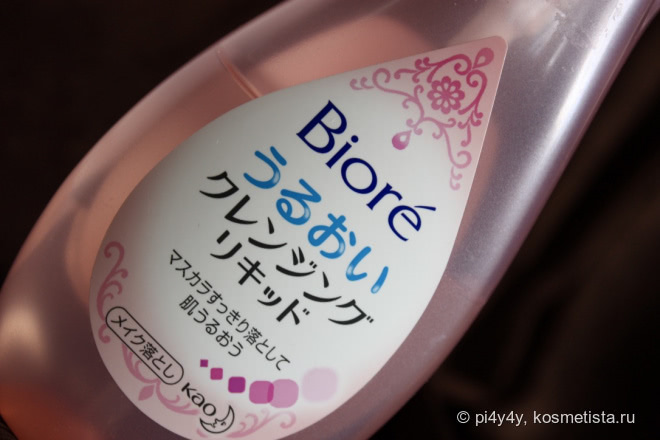 Bioré
うるおい
クレンジング
リキッド
マスカラすっきり落として
肌うるおう
メイク落とし
Kao
© pi4y4y, kosmetista.ru